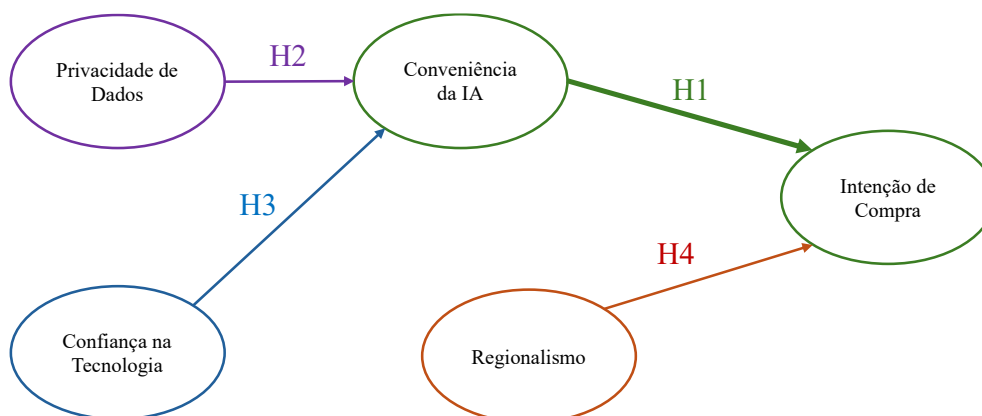 Privacidade de
Dados
H2
Conveniência
da IA
H1
Intenção de
Compra
H3
H4
Confiança na
Tecnologia
Regionalismo